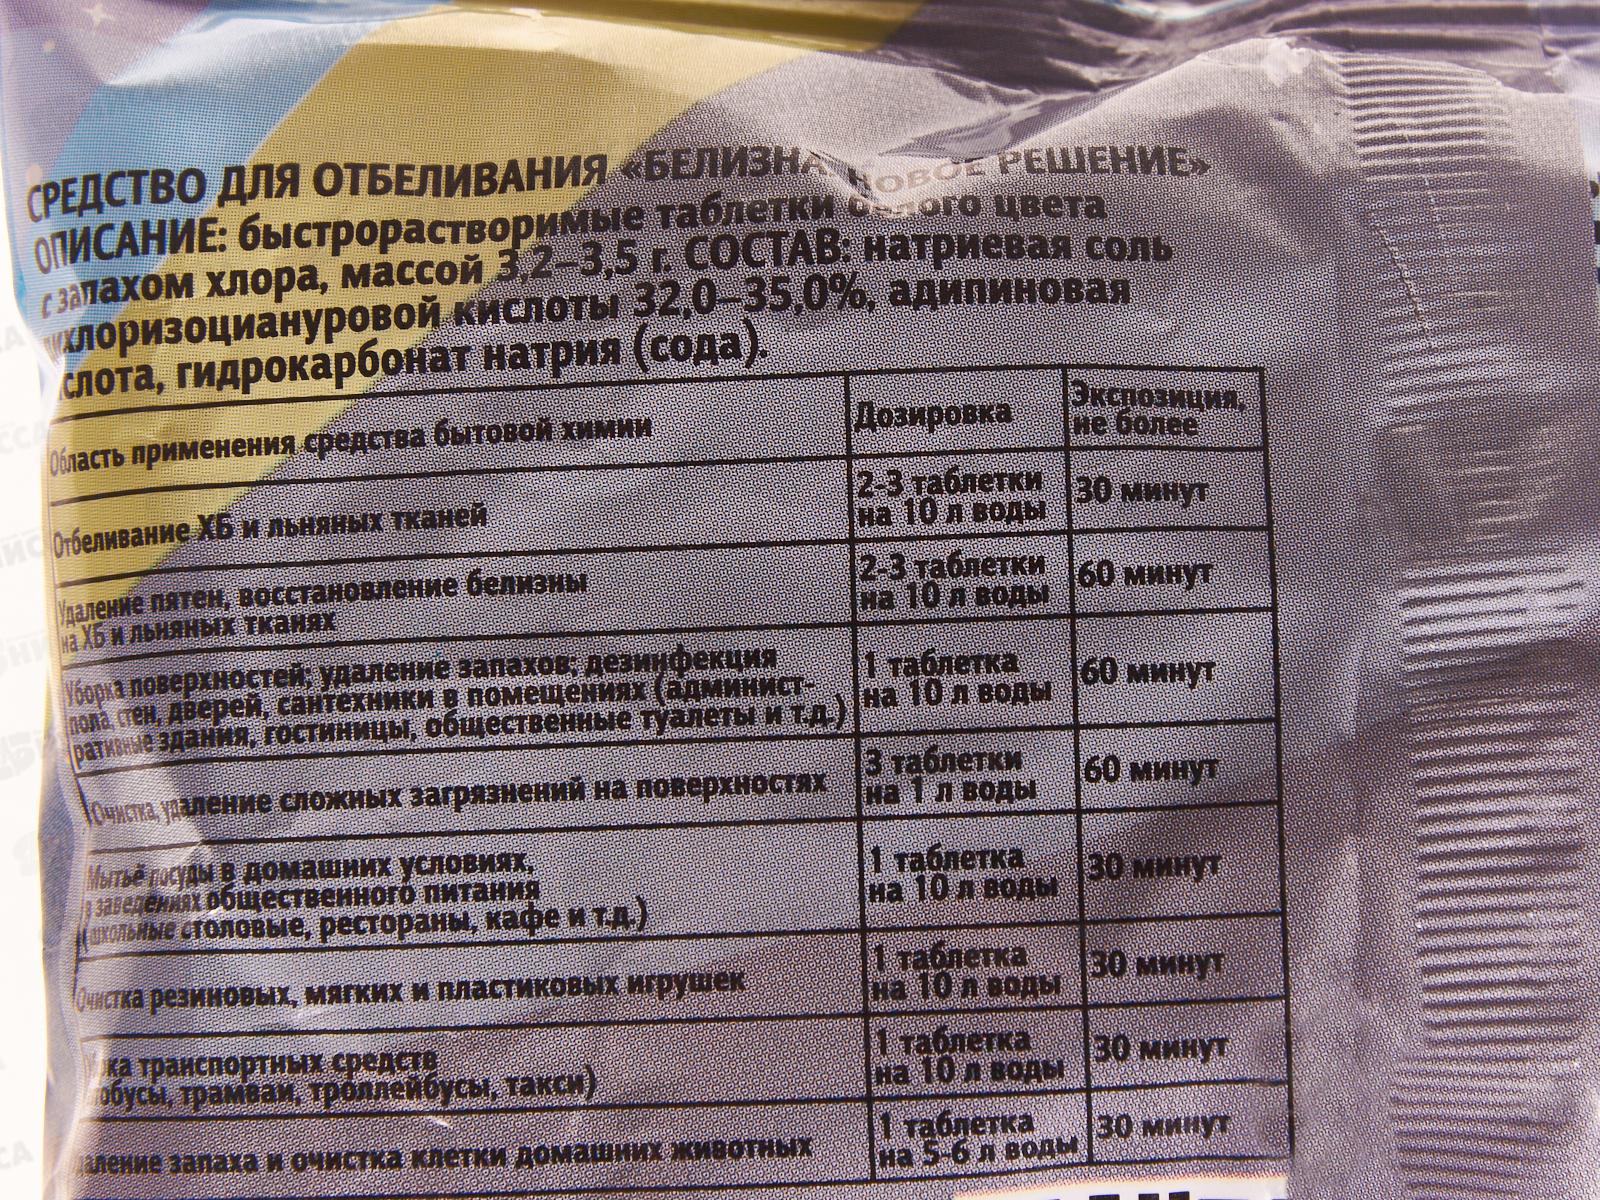 СРЕДСТВО ДЛЯ ОТБЕЛИВАНИЯ «БЕЛИЗНА НОВОЕ РЕШЕНИЕ»
ОПИСАНИЕ: быстрорастворимые таблетки белого цвета
с запахом хлора, массой 3,2–3,5 г. СОСТАВ: натриевая соль
дихлоризоциануровой кислоты 32,0–35,0%, адипиновая
кислота, гидрокарбонат натрия (сода).
Область применения средства бытовой химии
Дозировка
Экспозиция,
не более
Отбеливание ХБ и льняных тканей
2-3 таблетки
на 10 л воды
30 минут
Удаление пятен, восстановление белизны
на ХБ и льняных тканях
2-3 таблетки
на 10 л воды
60 минут
Уборка поверхностей; удаление запахов; дезинфекция
пола, стен, дверей, сантехники в помещениях (админист-
ративные здания, гостиницы, общественные туалеты и т.д.)
1 таблетка
на 10 л воды
60 минут
Очистка, удаление сложных загрязнений на поверхностях
3 таблетки
на 1 л воды
60 минут
Мытьё посуды в домашних условиях,
в заведениях общественного питания
(школьные столовые, рестораны, кафе и т.д.)
1 таблетка
на 10 л воды
30 минут
Очистка резиновых, мягких и пластиковых игрушек
1 таблетка
на 10 л воды
30 минут
транспортных средств
трамваи, троллейбусы, такси)
1 таблетка
на 10 л воды
30 минут
запаха и очистка клетки домашних животных
1 таблетка
на 5-6 л воды
30 минут